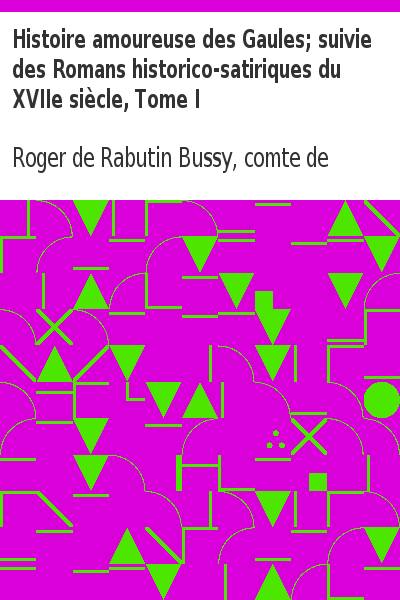 Histoire amoureuse des Gaules; suivie
des Romans historico-satiriques du
XVIIe siècle, Tome I
Roger de Rabutin Bussy, comte de